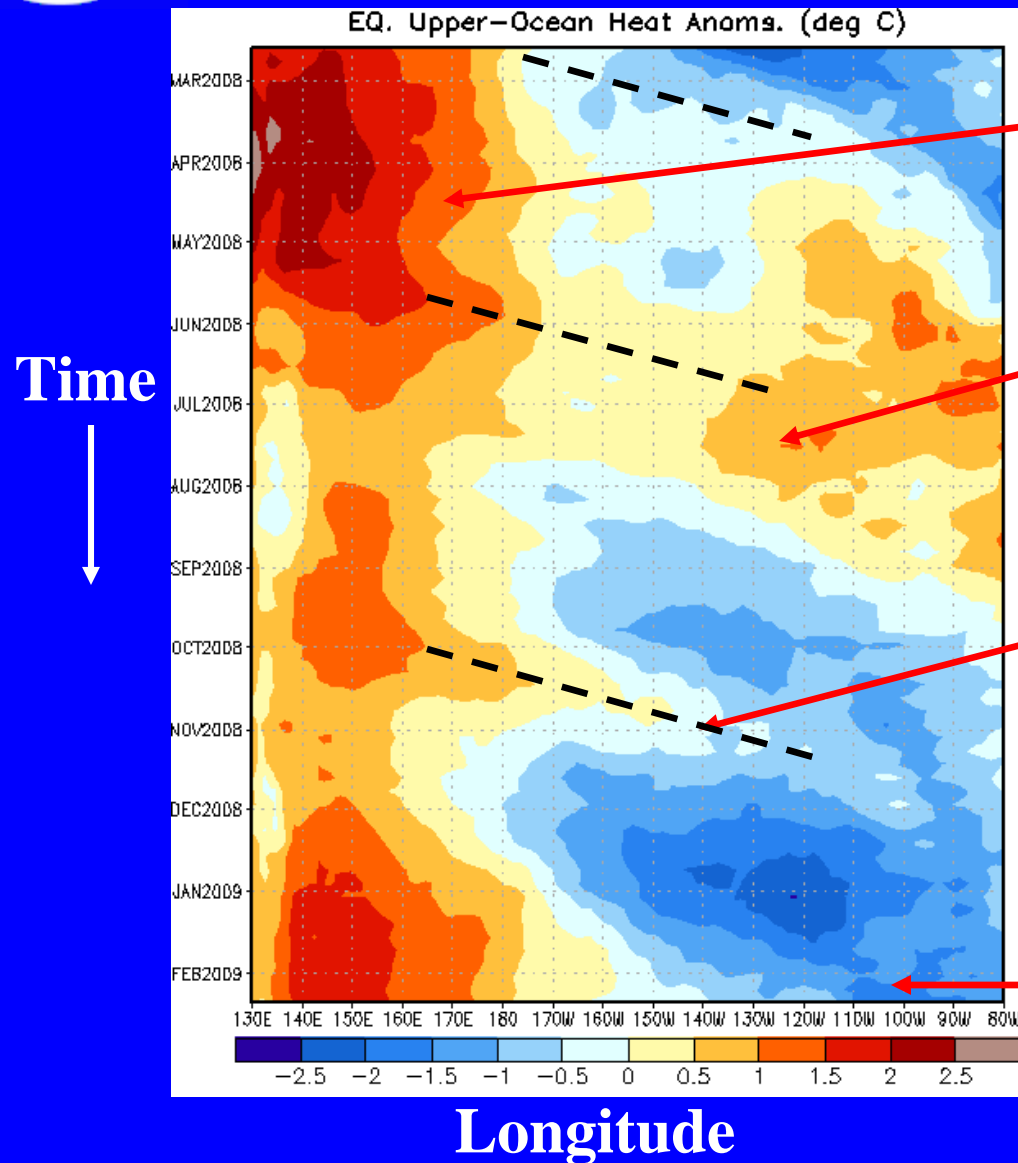 EQ. Upper-Ocean Heat Anoms. (deg C)
MAR2008
APR2008
MAY2008
JUN2008
Time
JUL2008
AUG2008
SEP2008
OCT2008
NOV2008
DEC2008
JAN2009
FEB2009
130E 140E 150E 160E 170E 180 170W 160W 150W 140W 130W 120W 110W 100W 90W 80W
-2.5 -2 -1.5 -1 -0.5 0 0.5 1 1.5 2 2.5
Longitude